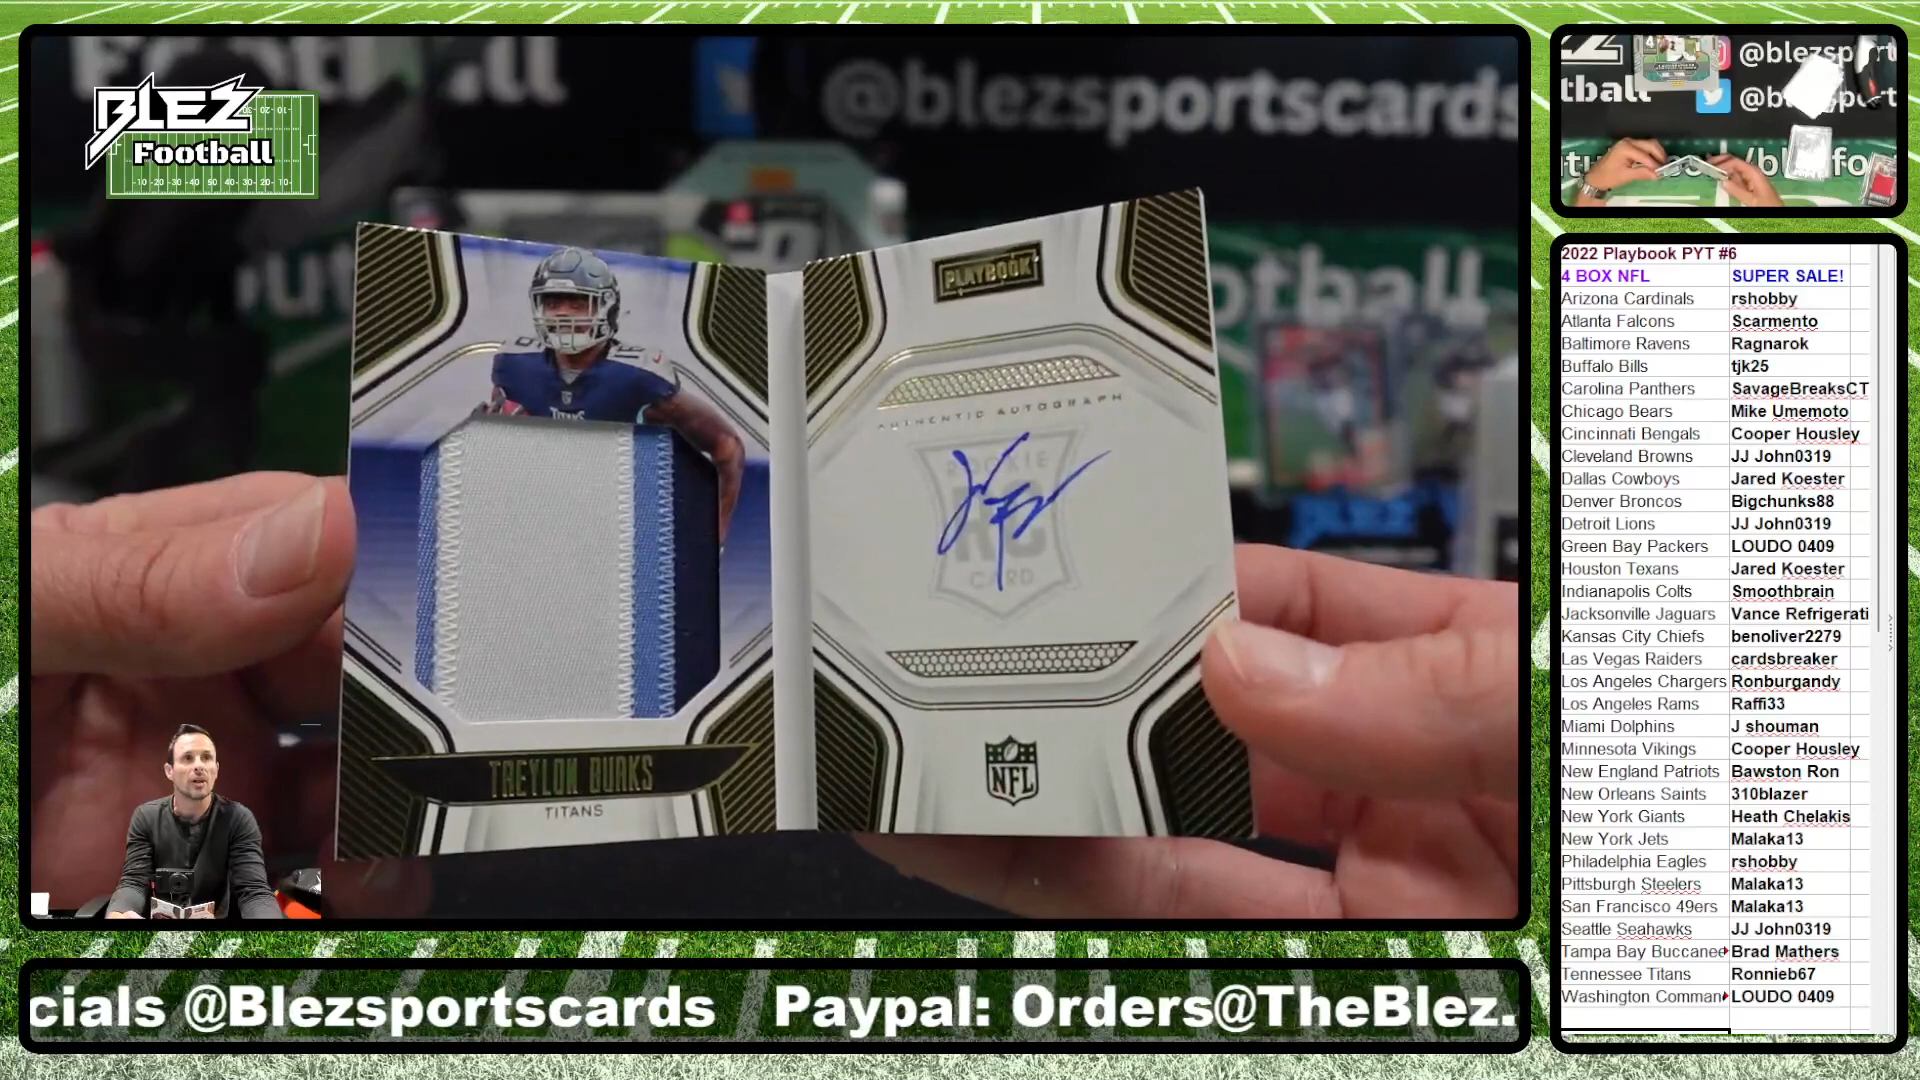 BLEZ
Football
Football
@blezsportscards
PLAYBOOK
AUTHENTIC AUTOGRAPH
ROOKIE
RC
CARD
TITANS
TREYLON BURKS
TITANS
NFL
@blezsport
2022 Playbook PYT #6
4 BOX NFL SUPER SALE!
Arizona Cardinals rshobby
Atlanta Falcons Scarmento
Baltimore Ravens Ragnarok
Buffalo Bills tjk25
Carolina Panthers SavageBreaksCT
Chicago Bears Mike Umemoto
Cincinnati Bengals Cooper Housley
Cleveland Browns JJ John0319
Dallas Cowboys Jared Koester
Denver Broncos Bigchunks88
Detroit Lions JJ John0319
Green Bay Packers LOUDO 0409
Houston Texans Jared Koester
Indianapolis Colts Smoothbrain
Jacksonville Jaguars Vance Refrigerati
Kansas City Chiefs benoliver2279
Las Vegas Raiders cardsbreaker
Los Angeles Chargers Ronburgandy
Los Angeles Rams Raffi33
Miami Dolphins J shouman
Minnesota Vikings Cooper Housley
New England Patriots Bawston Ron
New Orleans Saints 310blazer
New York Giants Heath Chelakis
New York Jets Malaka13
Philadelphia Eagles rshobby
Pittsburgh Steelers Malaka13
San Francisco 49ers Malaka13
Seattle Seahawks JJ John0319
Tampa Bay Buccanee Brad Mathers
Tennessee Titans Ronnieb67
Washington Comman LOUDO 0409
cials @Blezsportscards Paypal: Orders@TheBlez.